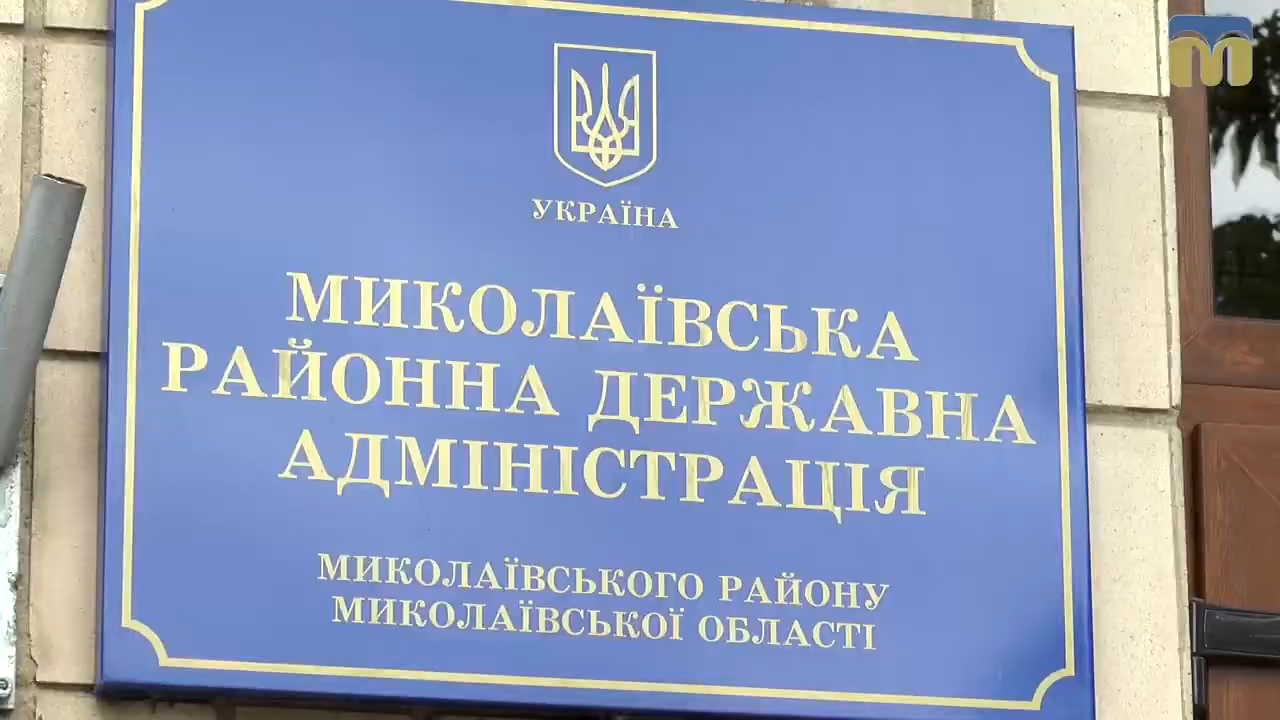 УКРАЇНА
МИКОЛАЇВСЬКА
РАЙОННА ДЕРЖАВНА
АДМІНІСТРАЦІЯ
МИКОЛАЇВСЬКОГО РАЙОНУ
МИКОЛАЇВСЬКОЇ ОБЛАСТІ